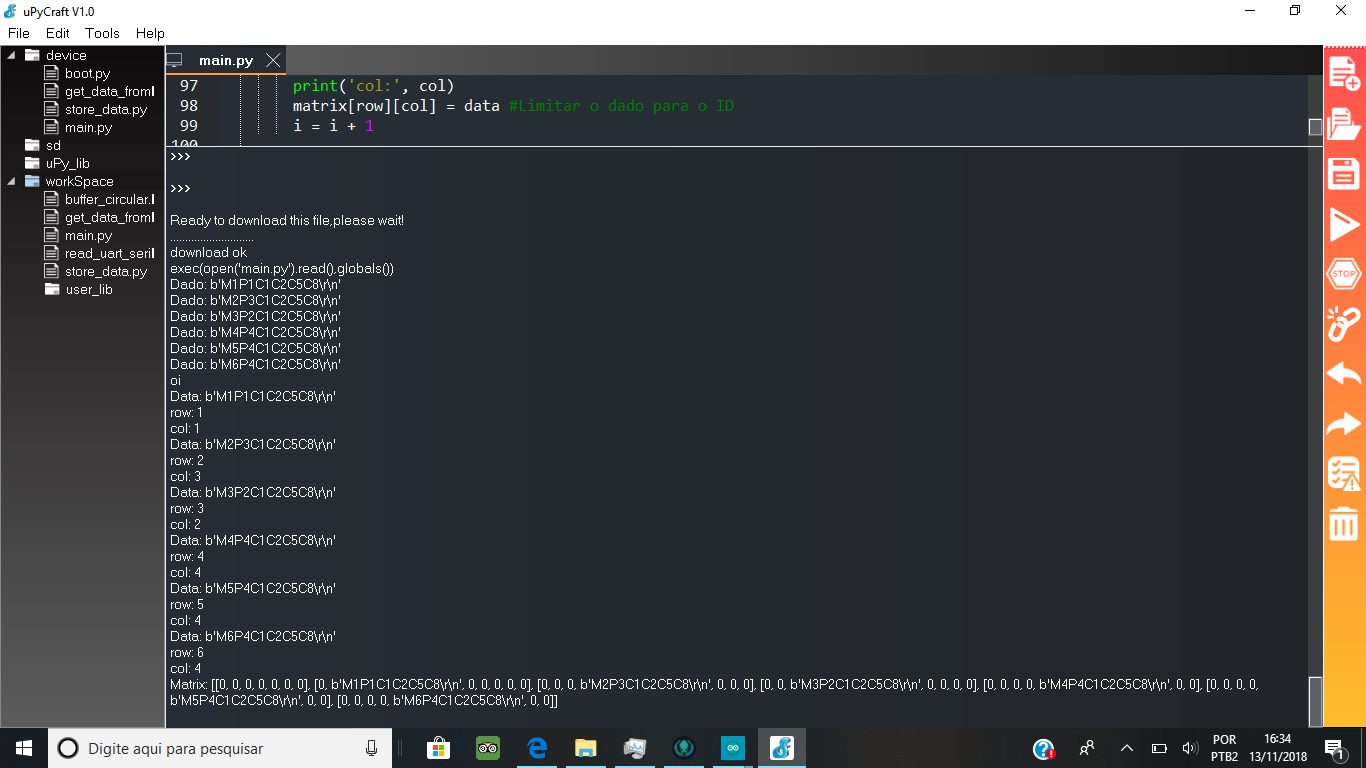 uPyCraft V1.0
File Edit Tools Help
device
boot.py
get_data_froml
store_data.py
main.py
sd
uPy_lib
workSpace
buffer_circular.l
get_data_froml
main.py
read_uart_seril
store_data.py
user_lib
main.py
97 print('col:', col)
98 matrix[row][col] = data #Limitar o dado para o ID
99 i = i + 1
100
>>>
>>>
Ready to download this file,please wait!
............................
download ok
exec(open('main.py').read(),globals())
Dado: b'M1P1C1C2C5C8\r\n'
Dado: b'M2P3C1C2C5C8\r\n'
Dado: b'M3P2C1C2C5C8\r\n'
Dado: b'M4P4C1C2C5C8\r\n'
Dado: b'M5P4C1C2C5C8\r\n'
Dado: b'M6P4C1C2C5C8\r\n'
oi
Data: b'M1P1C1C2C5C8\r\n'
row: 1
col: 1
Data: b'M2P3C1C2C5C8\r\n'
row: 2
col: 3
Data: b'M3P2C1C2C5C8\r\n'
row: 3
col: 2
Data: b'M4P4C1C2C5C8\r\n'
row: 4
col: 4
Data: b'M5P4C1C2C5C8\r\n'
row: 5
col: 4
Data: b'M6P4C1C2C5C8\r\n'
row: 6
col: 4
Matrix: [[0, 0, 0, 0, 0, 0, 0], [0, b'M1P1C1C2C5C8\r\n', 0, 0, 0, 0, 0], [0, 0, 0, b'M2P3C1C2C5C8\r\n', 0, 0, 0], [0, 0, b'M3P2C1C2C5C8\r\n', 0, 0, 0, 0], [0, 0, 0, 0, b'M4P4C1C2C5C8\r\n', 0, 0], [0, 0, 0, 0,
b'M5P4C1C2C5C8\r\n', 0, 0], [0, 0, 0, 0, b'M6P4C1C2C5C8\r\n', 0, 0]]
STOP
Digite aqui para pesquisar
POR
PTB2
16:34
13/11/2018
1